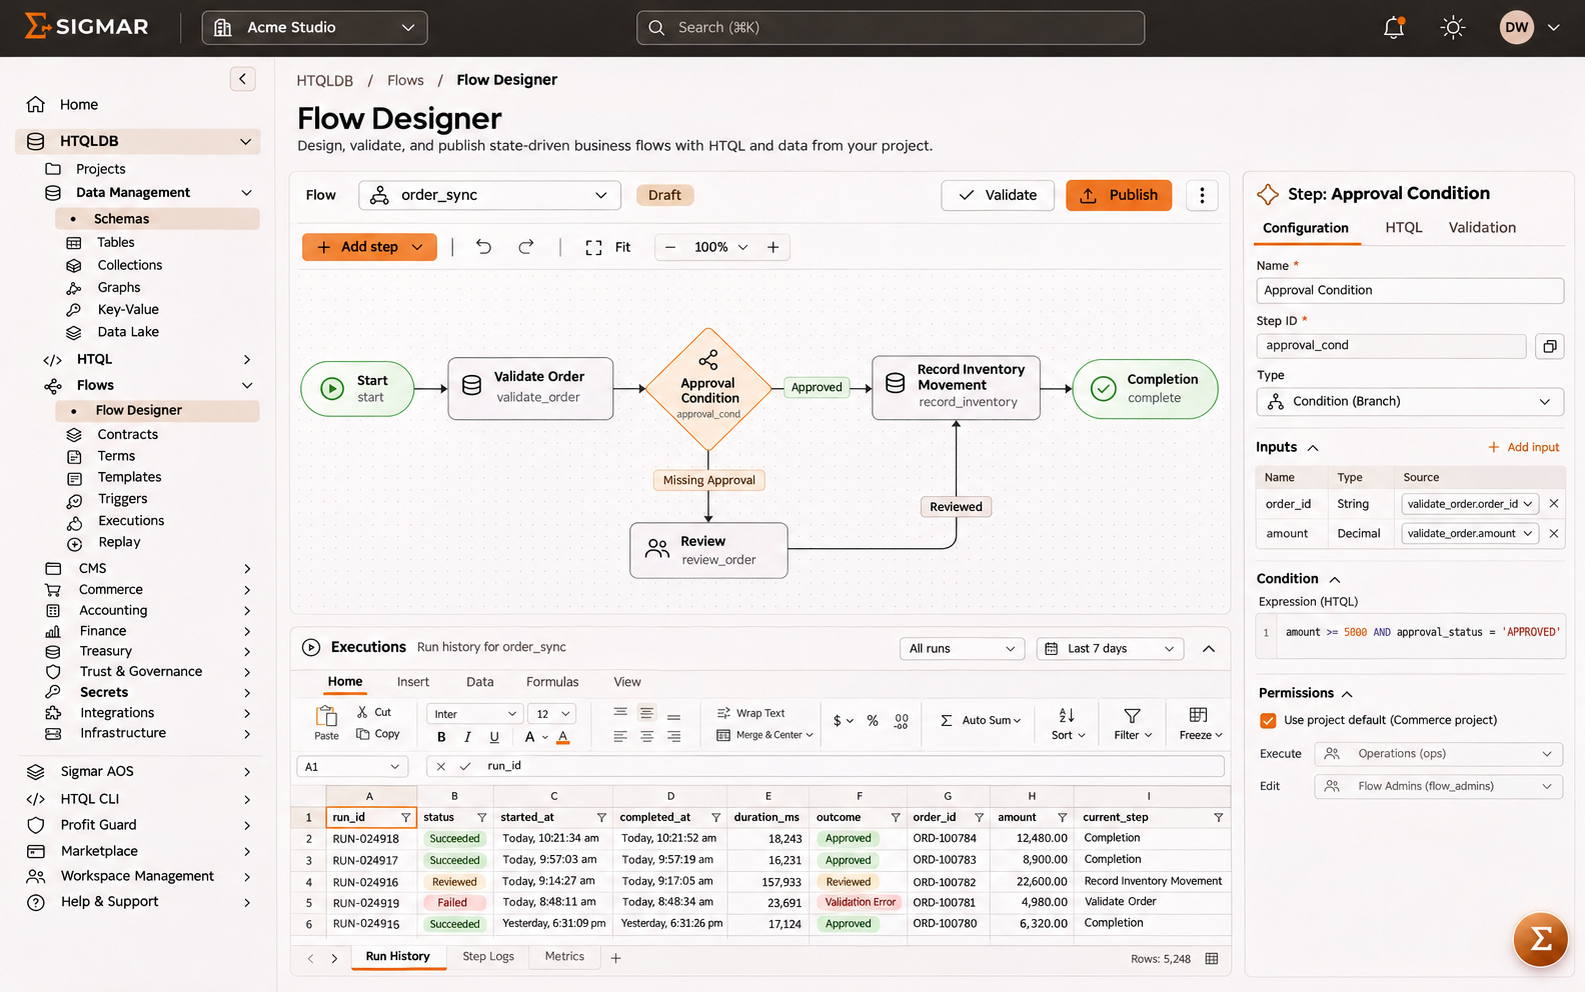 SIGMAR
Acme Studio
Search (⌘K)
DW
Home
HTQLDB
Projects
Data Management
Schemas
Tables
Collections
Graphs
Key-Value
Data Lake
HTQL
Flows
Flow Designer
Contracts
Terms
Templates
Triggers
Executions
Replay
CMS
Commerce
Accounting
Finance
Treasury
Trust & Governance
Secrets
Integrations
Infrastructure
Sigmar AOS
HTQL CLI
Profit Guard
Marketplace
Workspace Management
Help & Support
HTQLDB / Flows / Flow Designer
Flow Designer
Design, validate, and publish state-driven business flows with HTQL and data from your project.
Flow order_sync Draft Validate Publish
Add step Fit 100%
Start
start
Validate Order
validate_order
Approval
Condition
approval_cond
Approved
Record Inventory
Movement
record_inventory
Completion
complete
Missing Approval
Reviewed
Review
review_order
Executions Run history for order_sync All runs Last 7 days
Home Insert Data Formulas View
Paste Cut Copy
Inter 12
B I U A A
Wrap Text
Merge & Center
$ % 00
Σ Auto Sum
Sort Filter Freeze
A1 run_id
A B C D E F G H I
1 run_id status started_at completed_at duration_ms outcome order_id amount current_step
2 RUN-024918 Succeeded Today, 10:21:34 am Today, 10:21:52 am 18,243 Approved ORD-100784 12,480.00 Completion
3 RUN-024917 Succeeded Today, 9:57:03 am Today, 9:57:19 am 16,231 Approved ORD-100783 8,900.00 Completion
4 RUN-024916 Reviewed Today, 9:14:27 am Today, 9:17:05 am 157,933 Reviewed ORD-100782 22,600.00 Record Inventory Movement
5 RUN-024919 Failed Today, 8:48:11 am Today, 8:48:34 am 23,691 Validation Error ORD-100781 4,980.00 Validate Order
6 RUN-024916 Succeeded Yesterday, 6:31:09 pm Yesterday, 6:31:26 pm 17,124 Approved ORD-100780 6,320.00 Completion
Run History Step Logs Metrics
Rows: 5,248
Step: Approval Condition
Configuration HTQL Validation
Name *
Approval Condition
Step ID *
approval_cond
Type
Condition (Branch)
Inputs Add input
Name Type Source
order_id String validate_order.order_id
amount Decimal validate_order.amount
Condition
Expression (HTQL)
1 amount >= 5000 AND approval_status = 'APPROVED'
Permissions
Use project default (Commerce project)
Execute Operations (ops)
Edit Flow Admins (flow_admins)
Σ